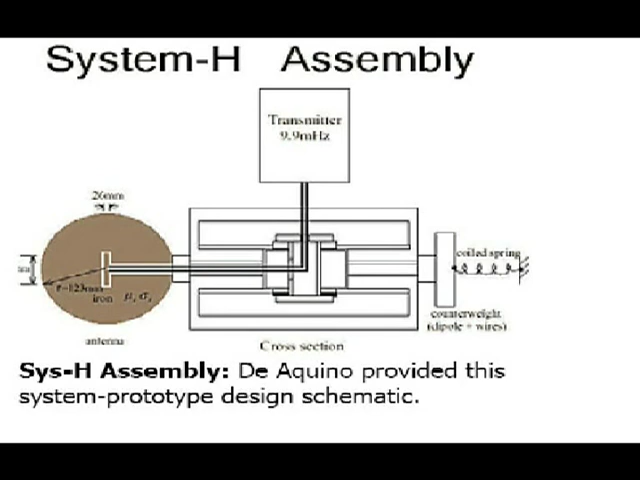 System-H Assembly
Transmitter
9.9mHz
26mm
coiled spring
r=123mm
iron μ, σ,
counterweight
(dipole + wires)
antenna
Cross section
Sys-H Assembly: De Aquino provided this
system-prototype design schematic.